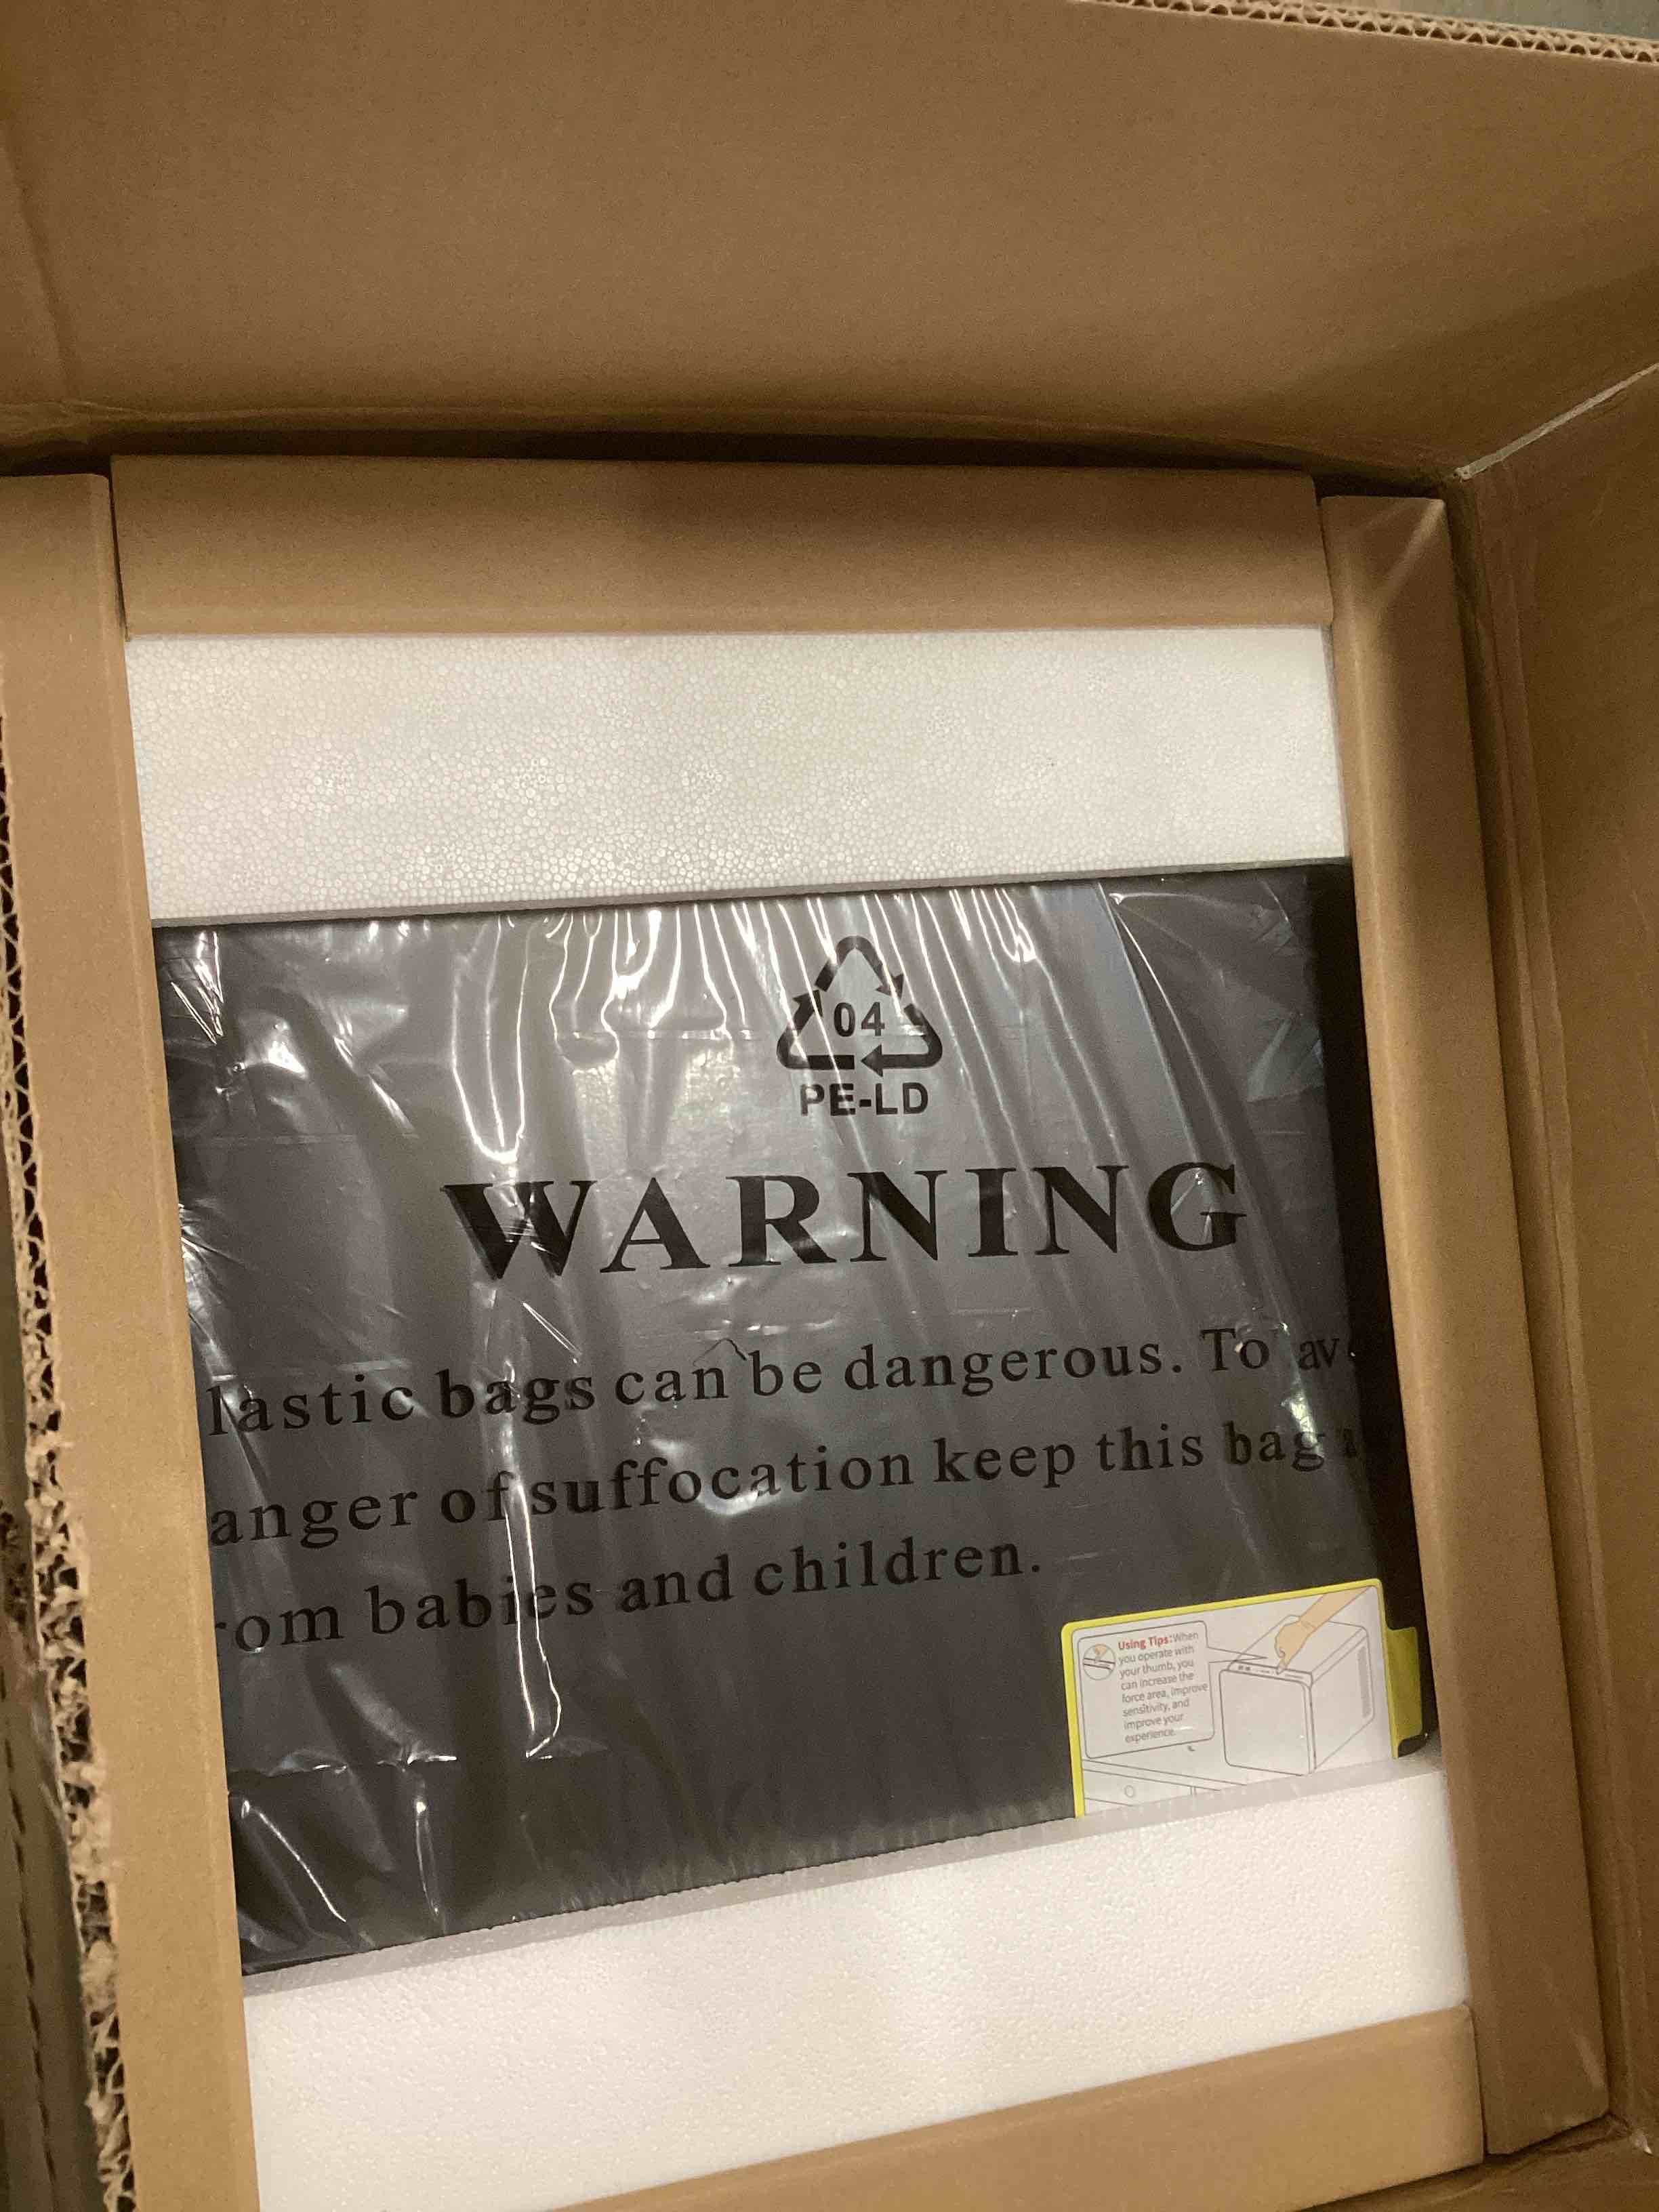 04
PE-LD
WARNING
lastic bags can be dangerous. To av
anger of suffocation keep this bag
rom babies and children.
Using Tips:When
you operate with
your thumb, you
can increase the
force area, improve
sensitivity, and
improve your
experience.